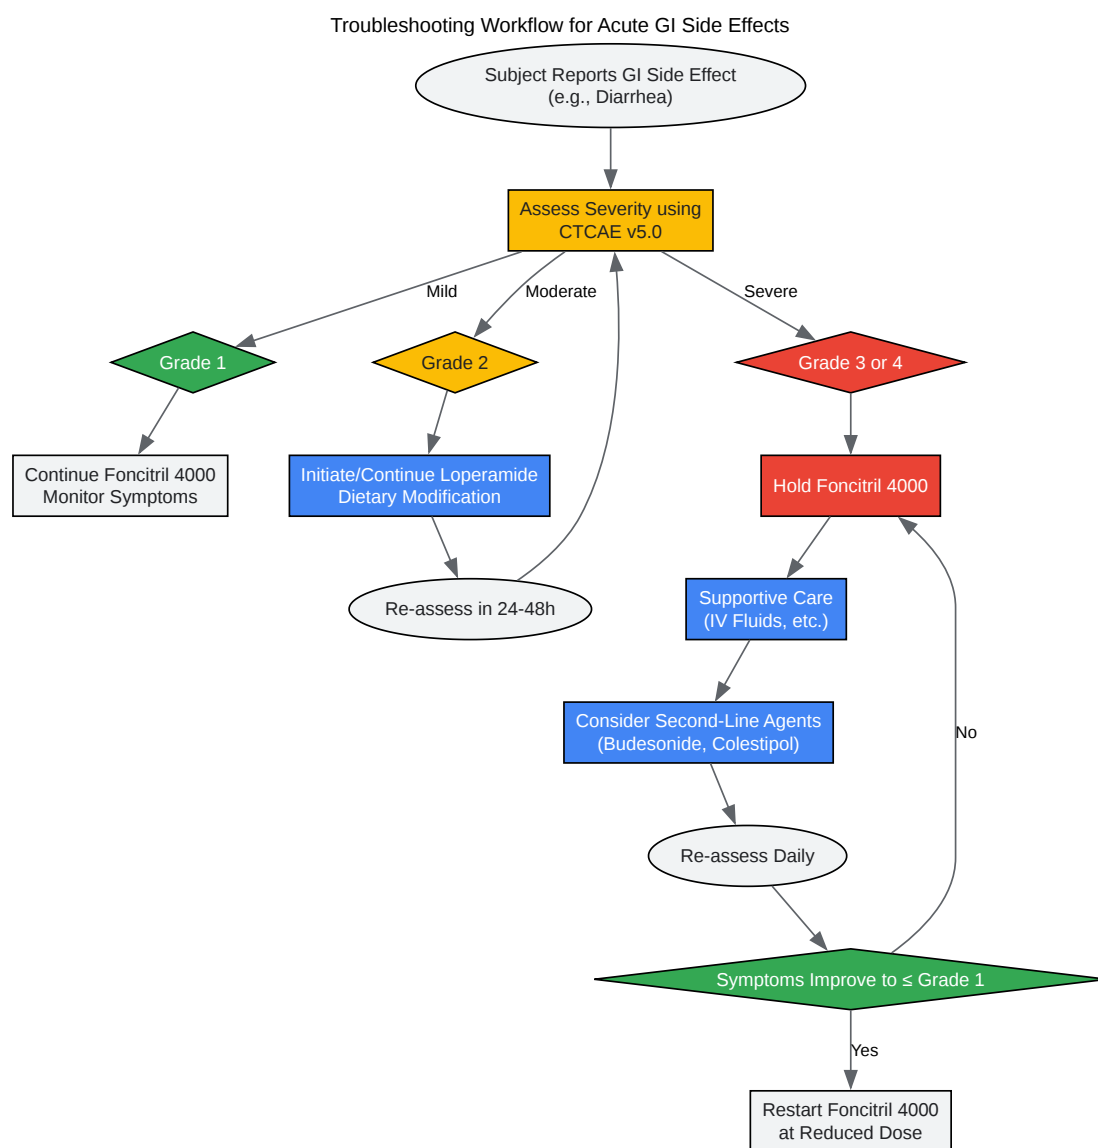 Troubleshooting Workflow for Acute GI Side Effects
Subject Reports GI Side Effect
(e.g., Diarrhea)
Assess Severity using
CTCAE v5.0
Mild
Moderate
Severe
Grade 1
Grade 2
Grade 3 or 4
Continue Foncitril 4000
Monitor Symptoms
Initiate/Continue Loperamide
Dietary Modification
Hold Foncitril 4000
Re-assess in 24-48h
Supportive Care
(IV Fluids, etc.)
Consider Second-Line Agents
(Budesonide, Colestipol)
No
Re-assess Daily
Symptoms Improve to ≤ Grade 1
Yes
Restart Foncitril 4000
at Reduced Dose